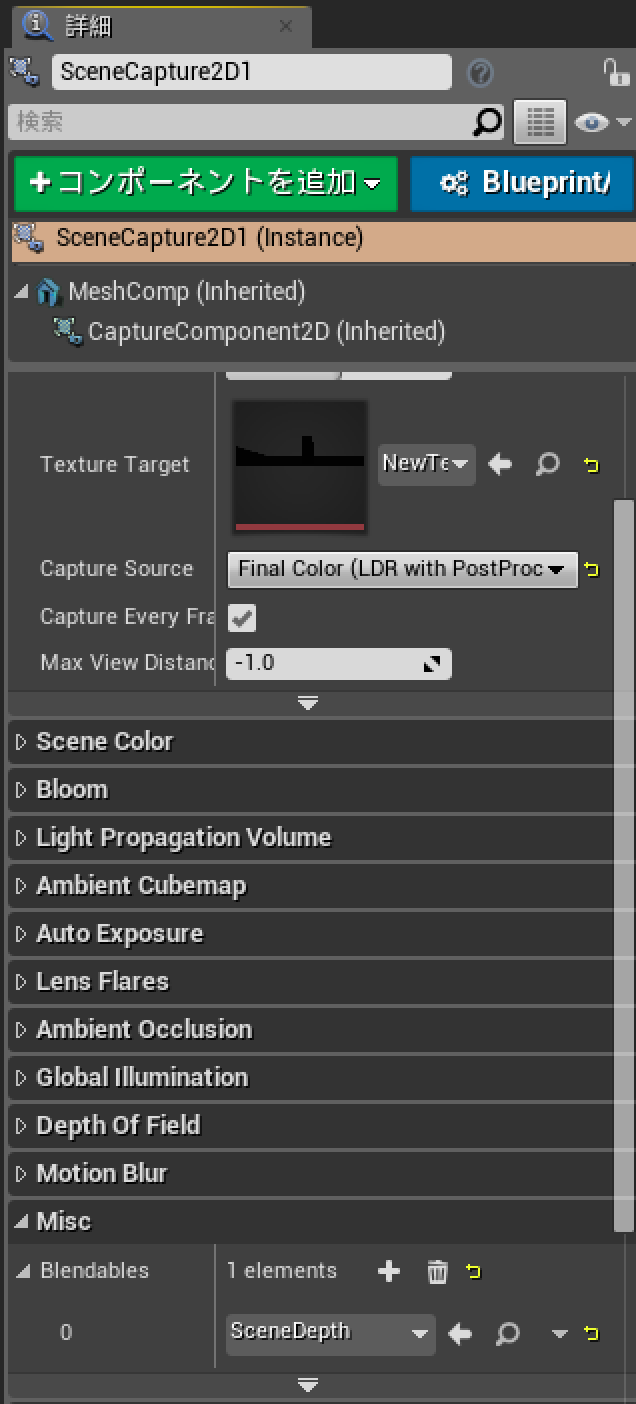 詳細
SceneCapture2D1
検索
コンポーネントを追加
Blueprint/
SceneCapture2D1 (Instance)
MeshComp (Inherited)
CaptureComponent2D (Inherited)
Texture Target
NewTe
Capture Source
Final Color (LDR with PostProc
Capture Every Fra
Max View Distanc
-1.0
Scene Color
Bloom
Light Propagation Volume
Ambient Cubemap
Auto Exposure
Lens Flares
Ambient Occlusion
Global Illumination
Depth Of Field
Motion Blur
Misc
Blendables
1 elements
0
SceneDepth